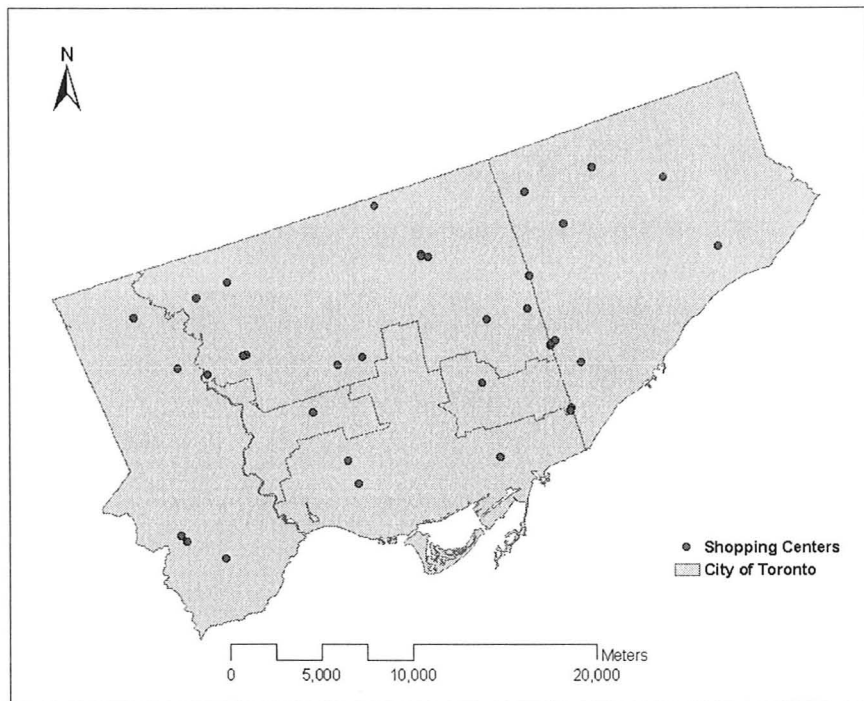 N
Shopping Centers
City of Toronto
Meters
0 5,000 10,000 20,000